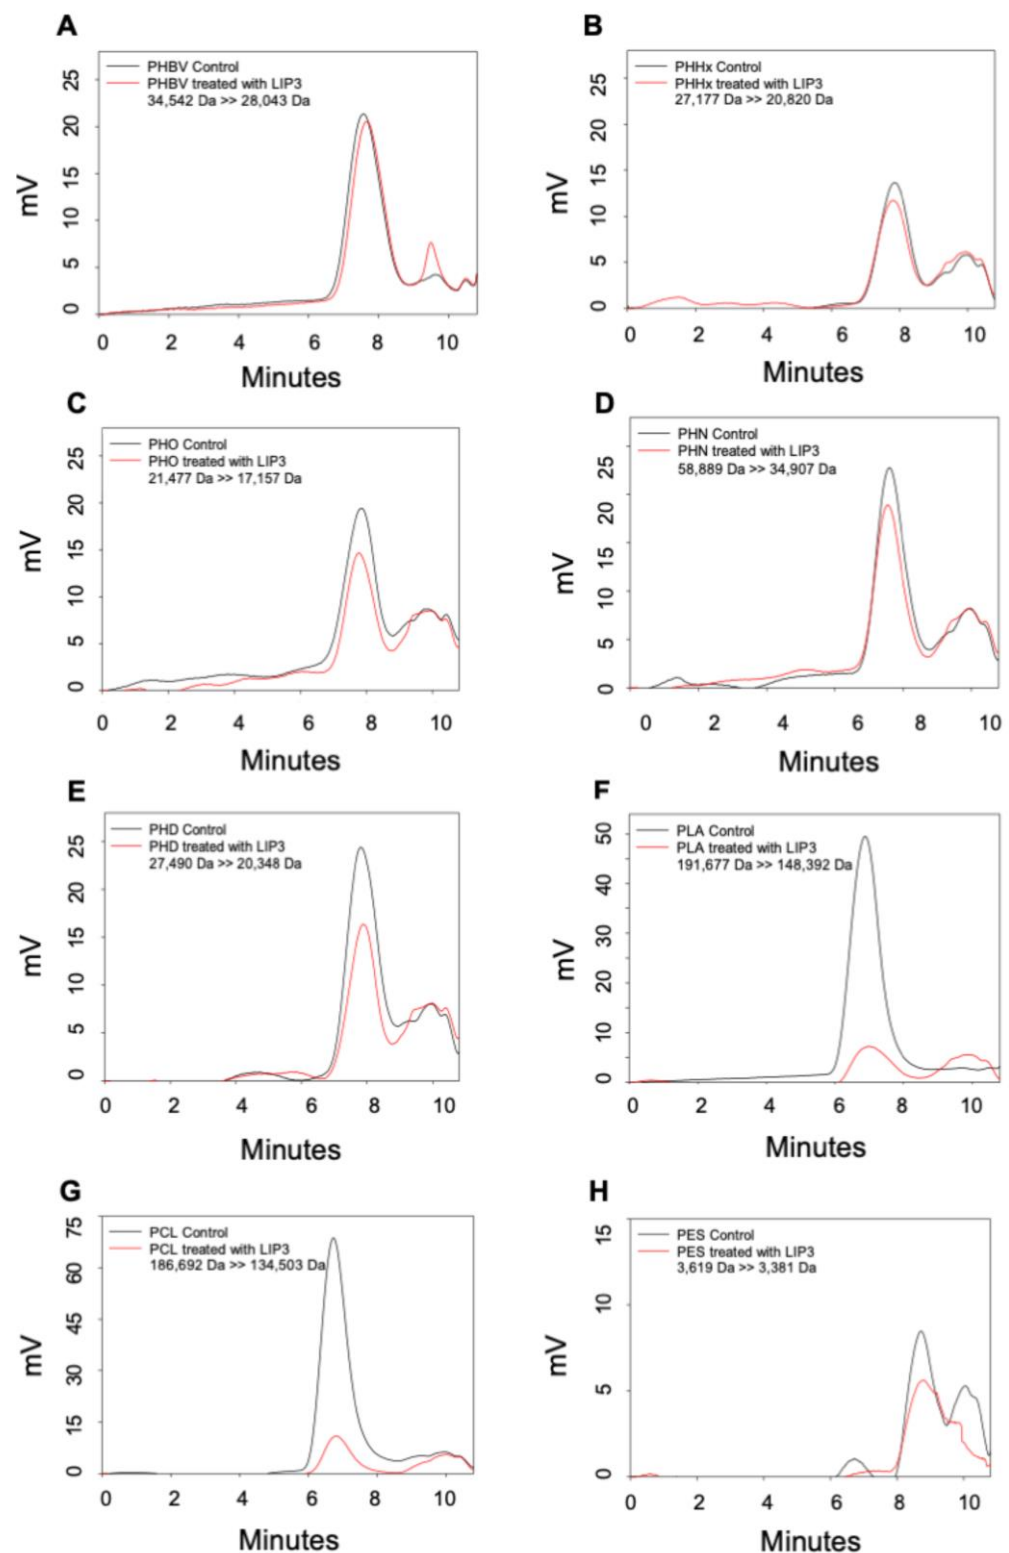 A
PHBV Control
PHBV treated with LIP3
34,542 Da >> 28,043 Da
mV
0 5 10 15 20 25
0 2 4 6 8 10
Minutes
B
PHHx Control
PHHx treated with LIP3
27,177 Da >> 20,820 Da
mV
0 5 10 15 20 25
0 2 4 6 8 10
Minutes
C
PHO Control
PHO treated with LIP3
21,477 Da >> 17,157 Da
mV
0 5 10 15 20 25
0 2 4 6 8 10
Minutes
D
PHN Control
PHN treated with LIP3
58,889 Da >> 34,907 Da
mV
0 5 10 15 20 25
0 2 4 6 8 10
Minutes
E
PHD Control
PHD treated with LIP3
27,490 Da >> 20,348 Da
mV
0 5 10 15 20 25
0 2 4 6 8 10
Minutes
F
PLA Control
PLA treated with LIP3
191,677 Da >> 148,392 Da
mV
0 10 20 30 40 50
0 2 4 6 8 10
Minutes
G
PCL Control
PCL treated with LIP3
186,692 Da >> 134,503 Da
mV
0 15 30 45 60 75
0 2 4 6 8 10
Minutes
H
PES Control
PES treated with LIP3
3,619 Da >> 3,381 Da
mV
0 5 10 15
0 2 4 6 8 10
Minutes